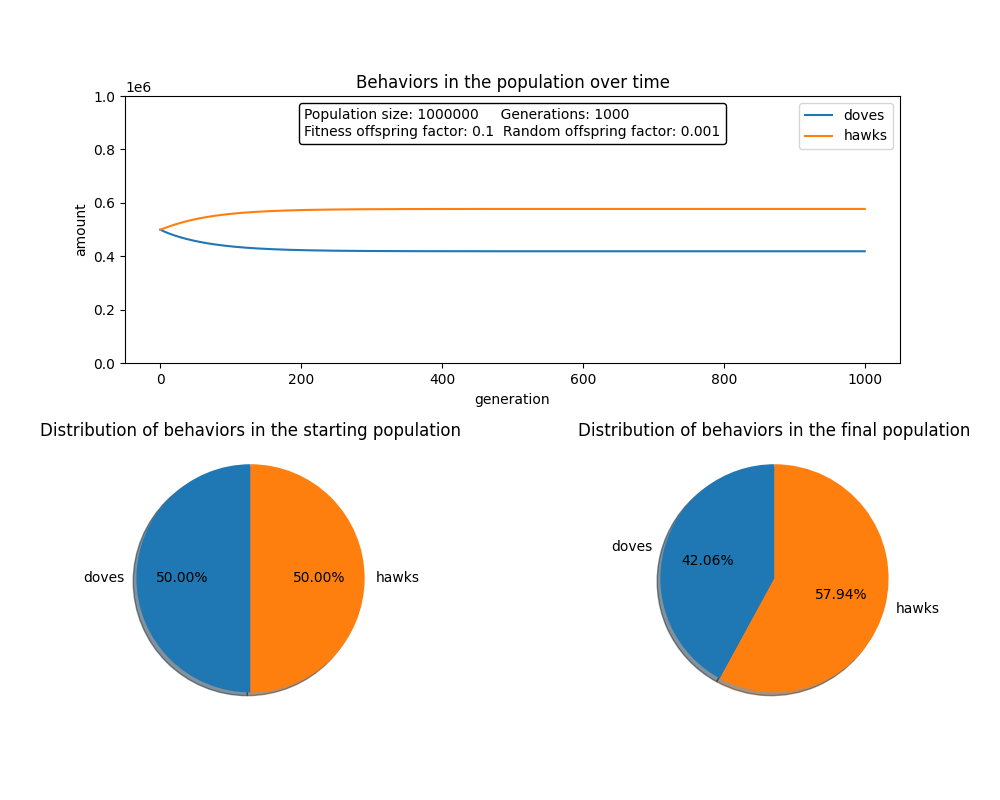 Behaviors in the population over time
1e6
1.0
0.8
0.6
0.4
0.2
0.0
amount
Population size: 1000000     Generations: 1000
Fitness offspring factor: 0.1  Random offspring factor: 0.001
doves
hawks
0 200 400 600 800 1000
generation
Distribution of behaviors in the starting population
doves 50.00% 50.00% hawks
Distribution of behaviors in the final population
doves 42.06%
57.94% hawks